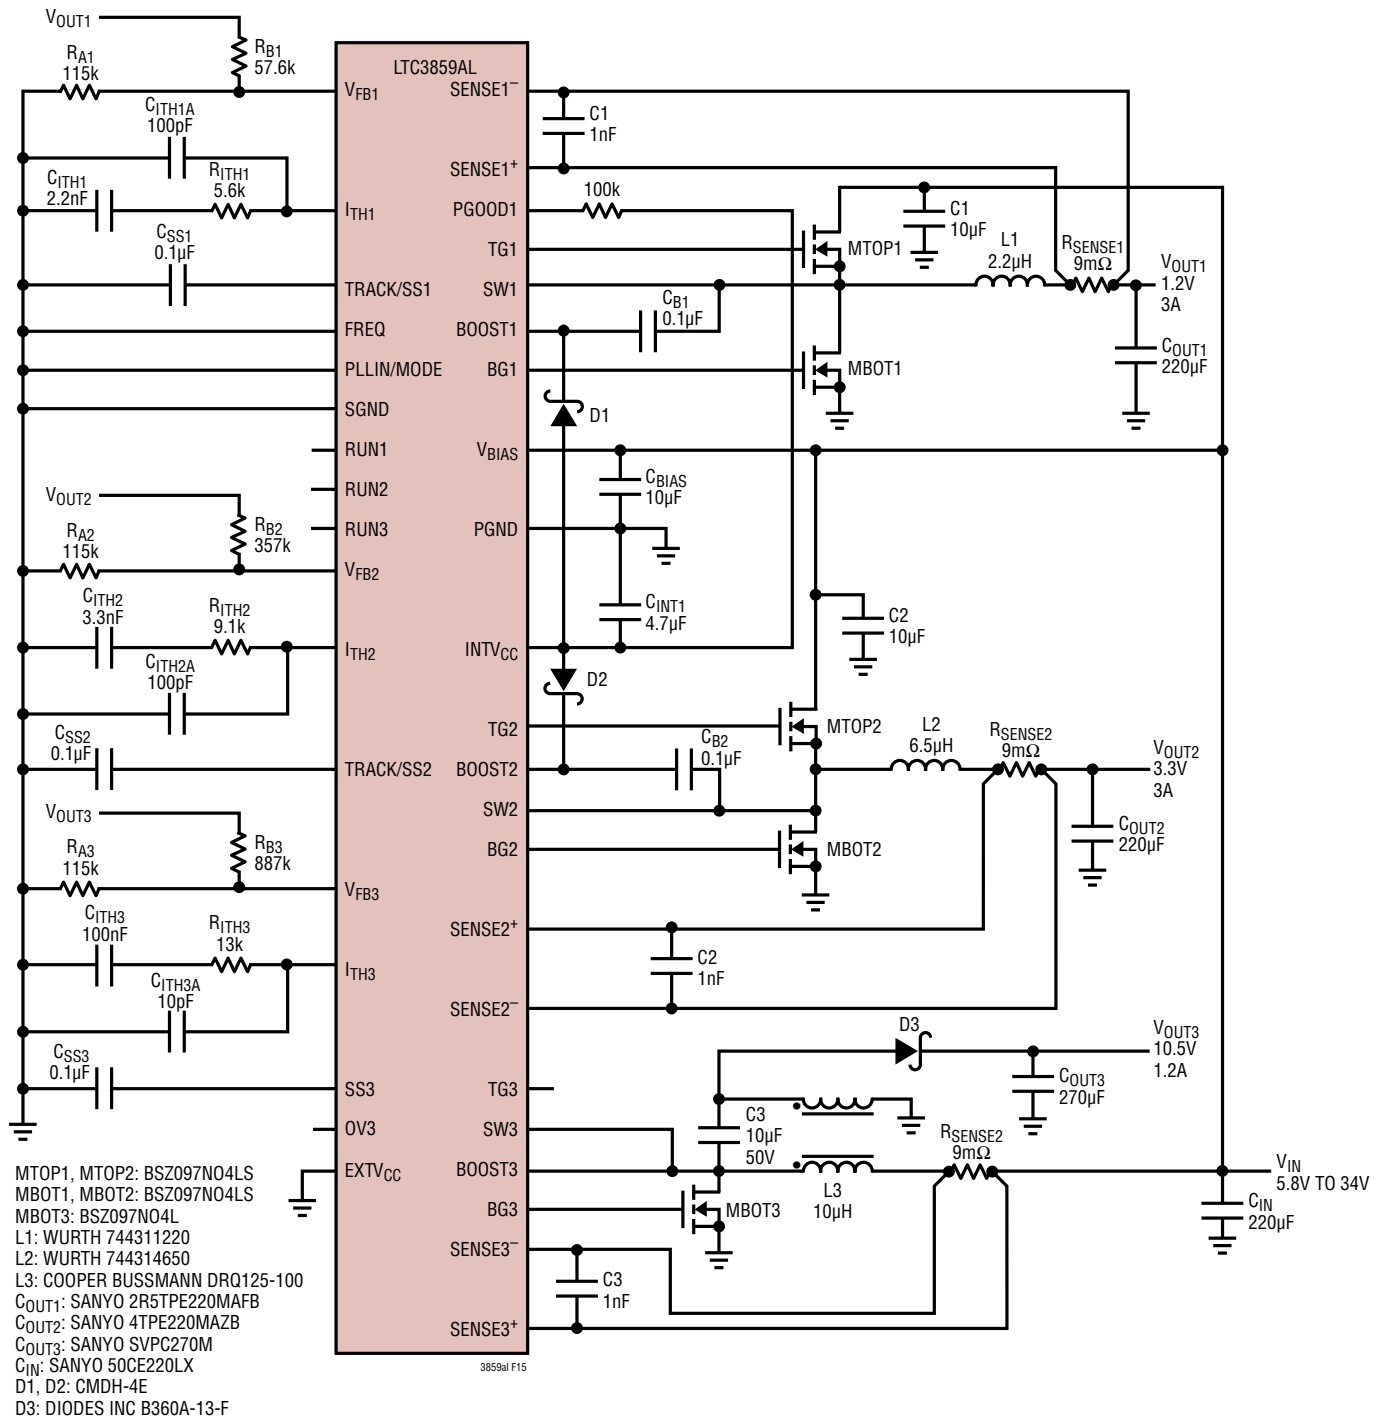 VOUT1
RB1
57.6k
RA1
115k
CITH1A
100pF
CITH1
2.2nF
RITH1
5.6k
CSS1
0.1µF
VOUT2
RB2
357k
RA2
115k
CITH2
3.3nF
RITH2
9.1k
CITH2A
100pF
CSS2
0.1µF
VOUT3
RB3
887k
RA3
115k
CITH3
100nF
RITH3
13k
CITH3A
10pF
CSS3
0.1µF
LTC3859AL
VFB1
ITH1
TRACK/SS1
FREQ
PLLIN/MODE
SGND
RUN1
RUN2
RUN3
VFB2
ITH2
TRACK/SS2
VFB3
ITH3
SS3
OV3
EXTVCC
SENSE1–
SENSE1+
PGOOD1
TG1
SW1
BOOST1
BG1
VBIAS
PGND
INTVCC
TG2
BOOST2
SW2
BG2
SENSE2+
SENSE2–
TG3
SW3
BOOST3
BG3
SENSE3–
SENSE3+
C1
1nF
100k
MTOP1
C1
10µF
L1
2.2µH
RSENSE1
9mΩ
VOUT1
1.2V
3A
CB1
0.1µF
MBOT1
COUT1
220µF
D1
CBIAS
10µF
CINT1
4.7µF
C2
10µF
D2
MTOP2
L2
6.5µH
RSENSE2
9mΩ
VOUT2
3.3V
3A
CB2
0.1µF
MBOT2
COUT2
220µF
C2
1nF
D3
VOUT3
10.5V
1.2A
COUT3
270µF
C3
10µF
50V
RSENSE2
9mΩ
L3
10µH
MBOT3
VIN
5.8V TO 34V
CIN
220µF
C3
1nF
3859al F15
MTOP1, MTOP2: BSZ097NO4LS
MBOT1, MBOT2: BSZ097NO4LS
MBOT3: BSZ097NO4L
L1: WURTH 744311220
L2: WURTH 744314650
L3: COOPER BUSSMANN DRQ125-100
COUT1: SANYO 2R5TPE220MAFB
COUT2: SANYO 4TPE220MAZB
COUT3: SANYO SVPC270M
CIN: SANYO 50CE220LX
D1, D2: CMDH-4E
D3: DIODES INC B360A-13-F